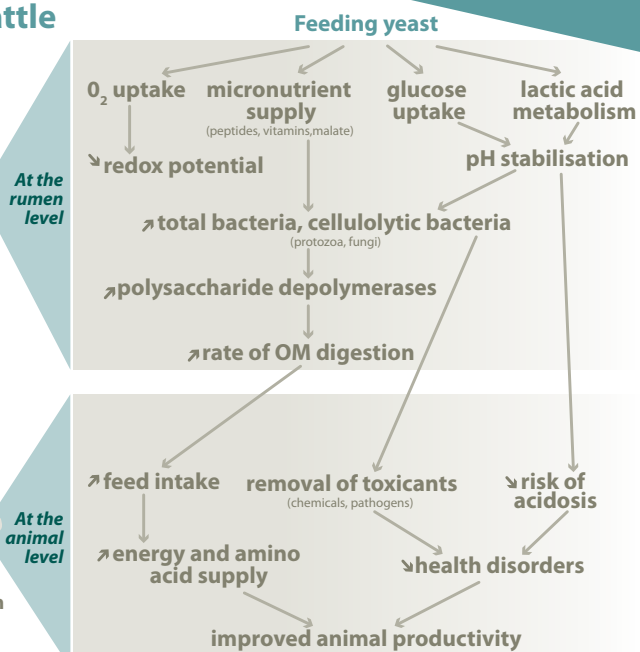 ttle
Feeding yeast
0₂ uptake
micronutrient
supply
(peptides, vitamins,malate)
glucose
uptake
lactic acid
metabolism
redox potential
pH stabilisation
At the
rumen
level
total bacteria, cellulolytic bacteria
(protozoa, fungi)
polysaccharide depolymerases
rate of OM digestion
feed intake
removal of toxicants
(chemicals, pathogens)
risk of
acidosis
At the
animal
level
energy and amino
acid supply
health disorders
improved animal productivity